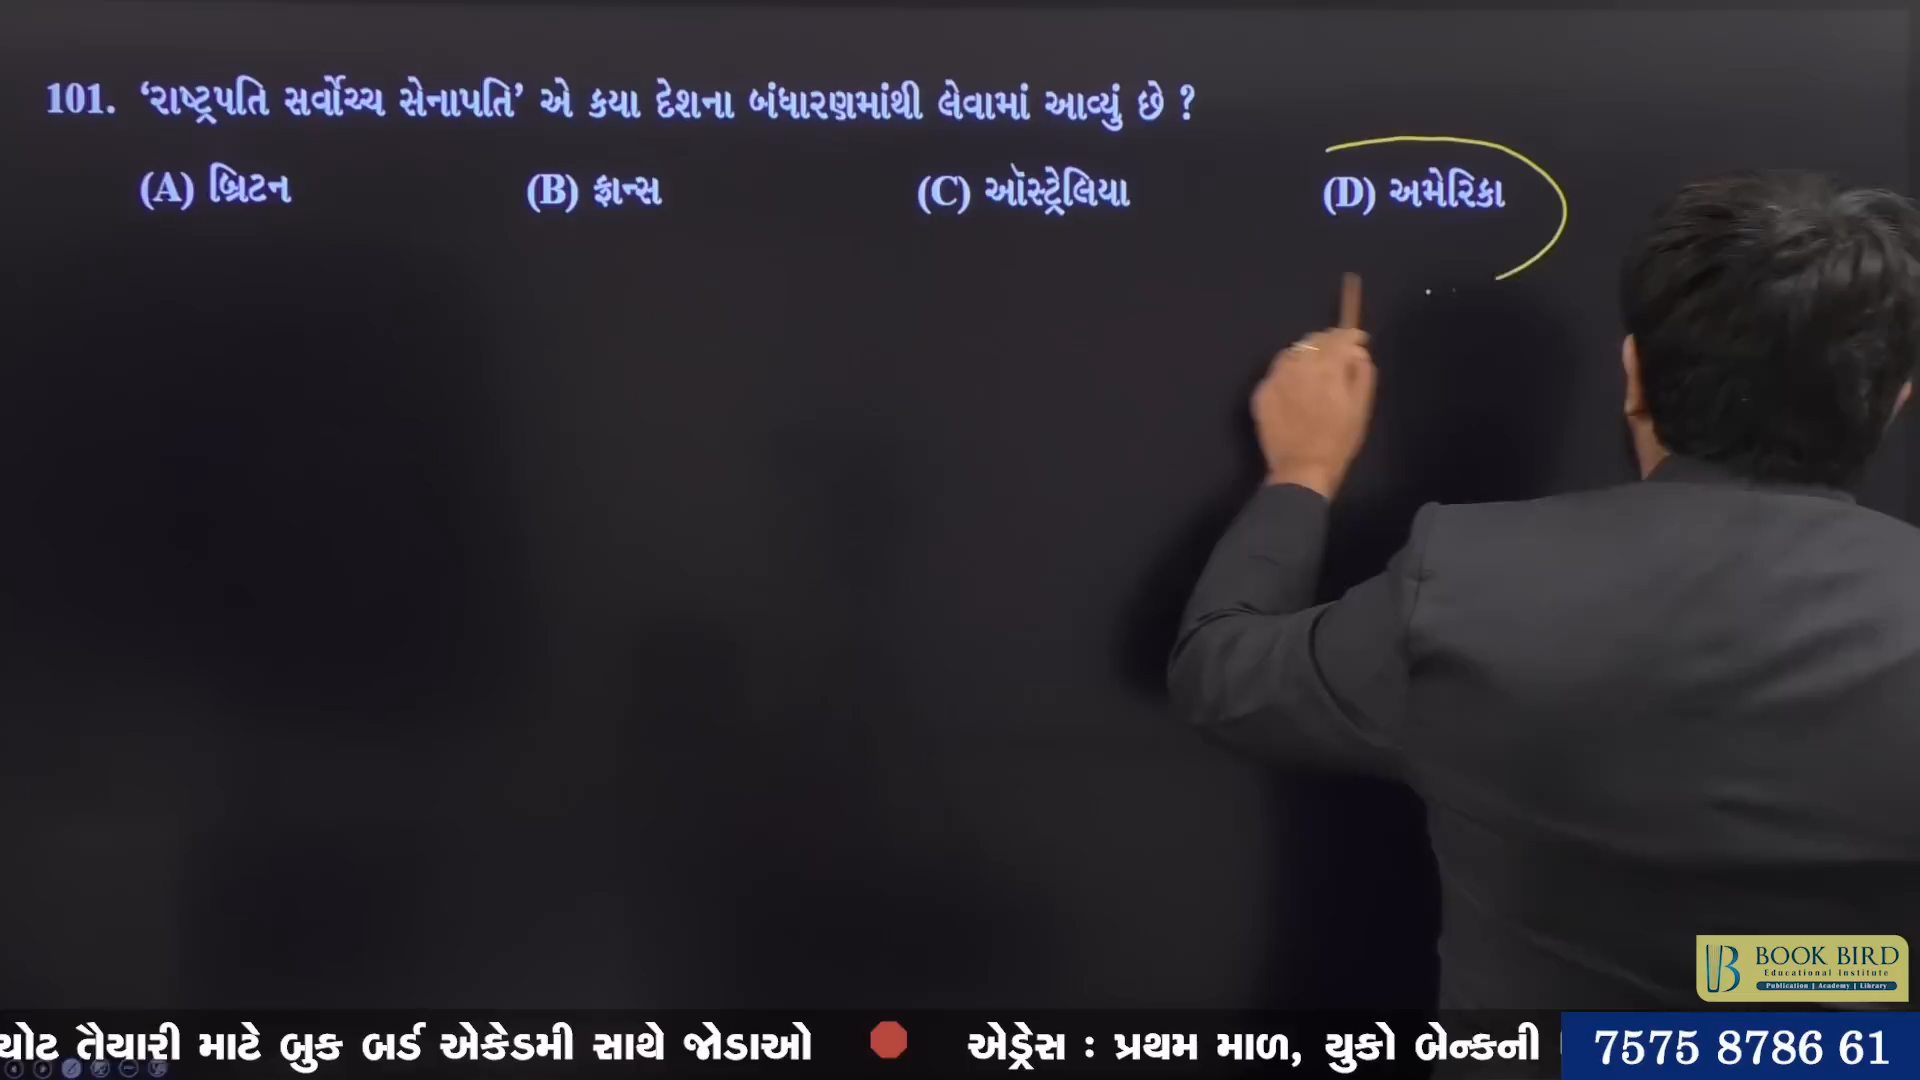 101. ‘રાષ્ટ્રપતિ સર્વોચ્ચ સેનાપતિ’ એ કયા દેશના બંધારણમાંથી લેવામાં આવ્યું છે ?
(A) બ્રિટન (B) ફ્રાન્સ (C) ઑસ્ટ્રેલિયા (D) અમેરિકા
BOOK BIRD
Educational Institute
Publication | Academy | Library
તૈયારી માટે બુક બર્ડ એકેડમી સાથે જોડાઓ એડ્રેસ : પ્રથમ માળ, યુકો બેન્કની 7575 8786 61